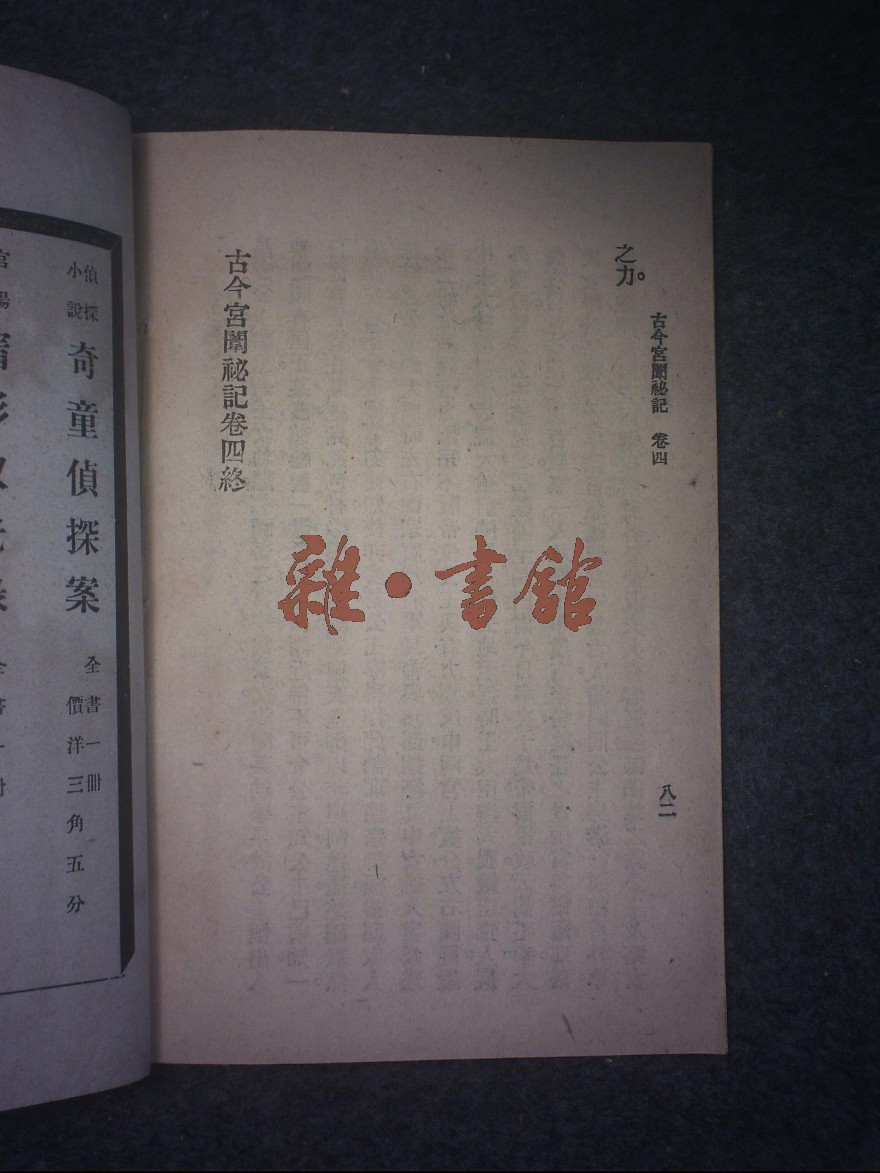 古今宮闈祕記　卷四
八二
之力。
古今宮闈祕記卷四終
雜・書館
偵探
小說
奇童偵探案
全書一冊
價洋三角五分